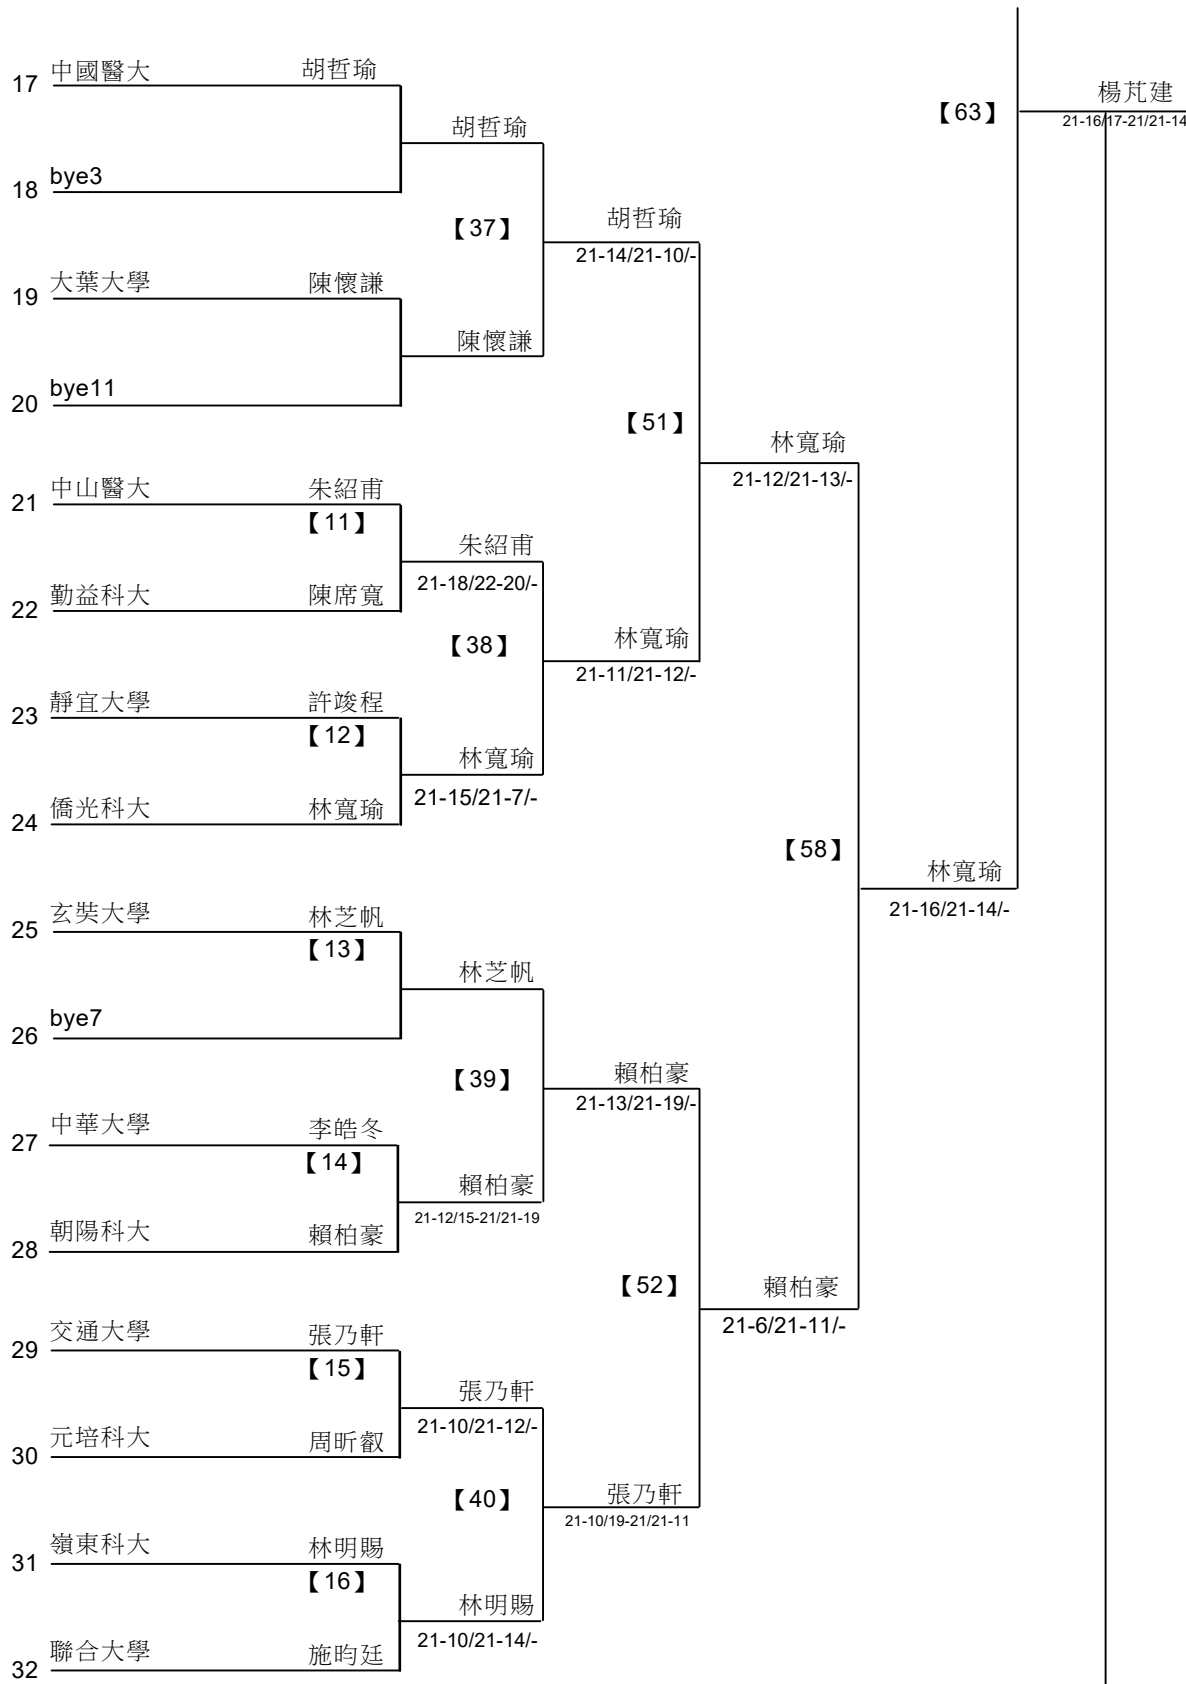 中國醫大 胡哲瑜
17
楊芃建
【63】
21-16/17-21/21-14
胡哲瑜
bye3
18
胡哲瑜
【37】
21-14/21-10/-
大葉大學 陳懷謙
19
陳懷謙
bye11
20
【51】
林寬瑜
21-12/21-13/-
中山醫大 朱紹甫
21
【11】
朱紹甫
21-18/22-20/-
勤益科大 陳席寬
22
【38】
林寬瑜
21-11/21-12/-
靜宜大學 許竣程
23
【12】
林寬瑜
21-15/21-7/-
僑光科大 林寬瑜
24
【58】
林寬瑜
21-16/21-14/-
玄奘大學 林芝帆
25
【13】
林芝帆
bye7
26
【39】
賴柏豪
21-13/21-19/-
中華大學 李皓冬
27
【14】
賴柏豪
21-12/15-21/21-19
朝陽科大 賴柏豪
28
【52】
賴柏豪
21-6/21-11/-
交通大學 張乃軒
29
【15】
張乃軒
21-10/21-12/-
元培科大 周昕叡
30
【40】
張乃軒
21-10/19-21/21-11
嶺東科大 林明賜
31
【16】
林明賜
21-10/21-14/-
聯合大學 施昀廷
32